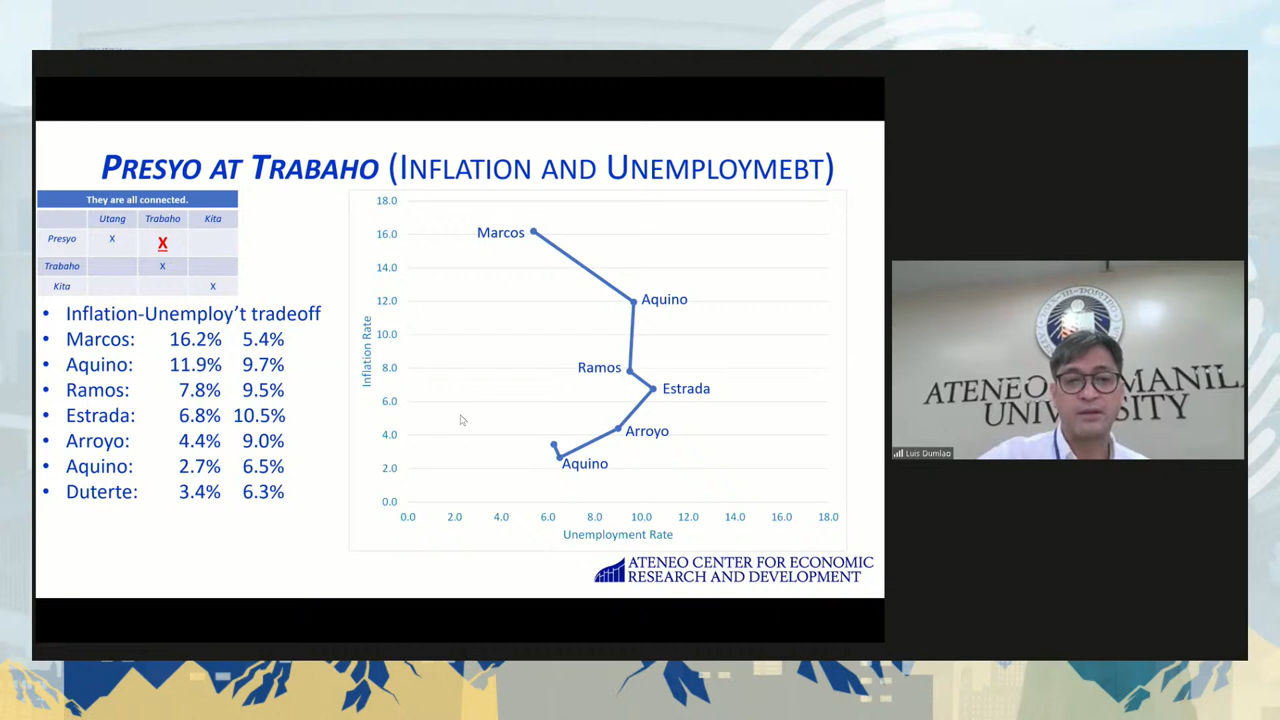 PRESYO AT TRABAHO (INFLATION AND UNEMPLOYMEBT)
They are all connected.
Utang Trabaho Kita
Presyo X X
Trabaho X
Kita X
• Inflation-Unemploy't tradeoff
• Marcos: 16.2% 5.4%
• Aquino: 11.9% 9.7%
• Ramos: 7.8% 9.5%
• Estrada: 6.8% 10.5%
• Arroyo: 4.4% 9.0%
• Aquino: 2.7% 6.5%
• Duterte: 3.4% 6.3%
18.0
16.0
14.0
12.0
10.0
8.0
6.0
4.0
2.0
0.0
Inflation Rate
Marcos
Aquino
Ramos
Estrada
Arroyo
Aquino
0.0 2.0 4.0 6.0 8.0 10.0 12.0 14.0 16.0 18.0
Unemployment Rate
ATENEO CENTER FOR ECONOMIC
RESEARCH AND DEVELOPMENT
ATENEO MANILA
UNIVERSITY
Luis Dumlao